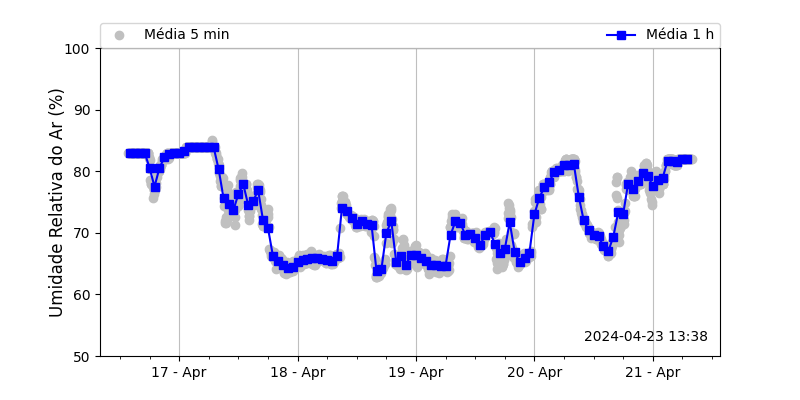 Média 5 min
Média 1 h
Umidade Relativa do Ar (%)
100
90
80
70
60
50
2024-04-23 13:38
17 - Apr
18 - Apr
19 - Apr
20 - Apr
21 - Apr